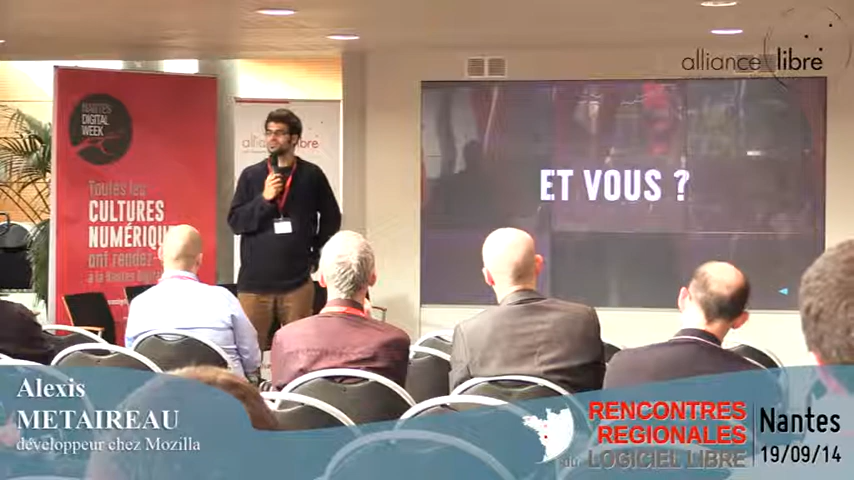 alliance libre
NANTES
DIGITAL
WEEK
Toutes les
CULTURES
NUMÉRIQU
ont rendez-
à la Nantes Digital
ET VOUS ?
Alexis
METAIREAU
développeur chez Mozilla
RENCONTRES
REGIONALES
du LOGICIEL LIBRE
Nantes
19/09/14